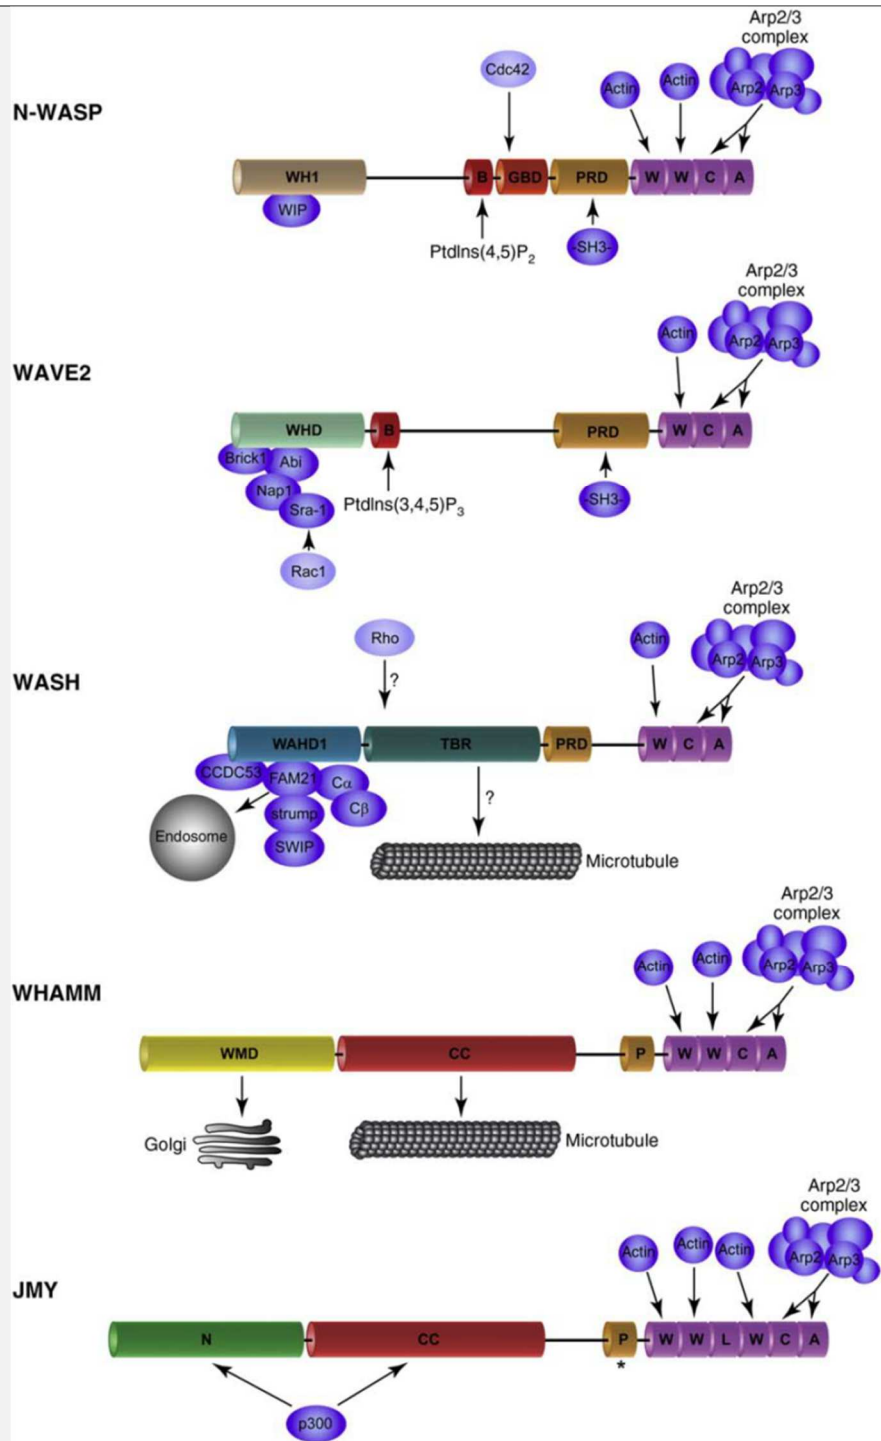 Arp2/3
complex
Cdc42
Actin
Actin
Arp2 Arp3
N-WASP
WH1
B
GBD
PRD
W
W
C
A
WIP
PtdIns(4,5)P2
-SH3-
Arp2/3
complex
Actin
Arp2 Arp3
WAVE2
WHD
B
PRD
W
C
A
Brick1
Abi
Nap1
Sra-1
PtdIns(3,4,5)P3
-SH3-
Rac1
Arp2/3
complex
Rho
Actin
Arp2 Arp3
WASH
?
WAHD1
TBR
PRD
W
C
A
CCDC53
FAM21
Cα
Cβ
?
strump
Endosome
SWIP
Microtubule
Arp2/3
complex
Actin
Actin
Arp2 Arp3
WHAMM
WMD
CC
P
W
W
C
A
Golgi
Microtubule
Arp2/3
complex
Actin
Actin
Actin
Arp2 Arp3
JMY
N
CC
P
W
W
L
W
C
A
*
p300